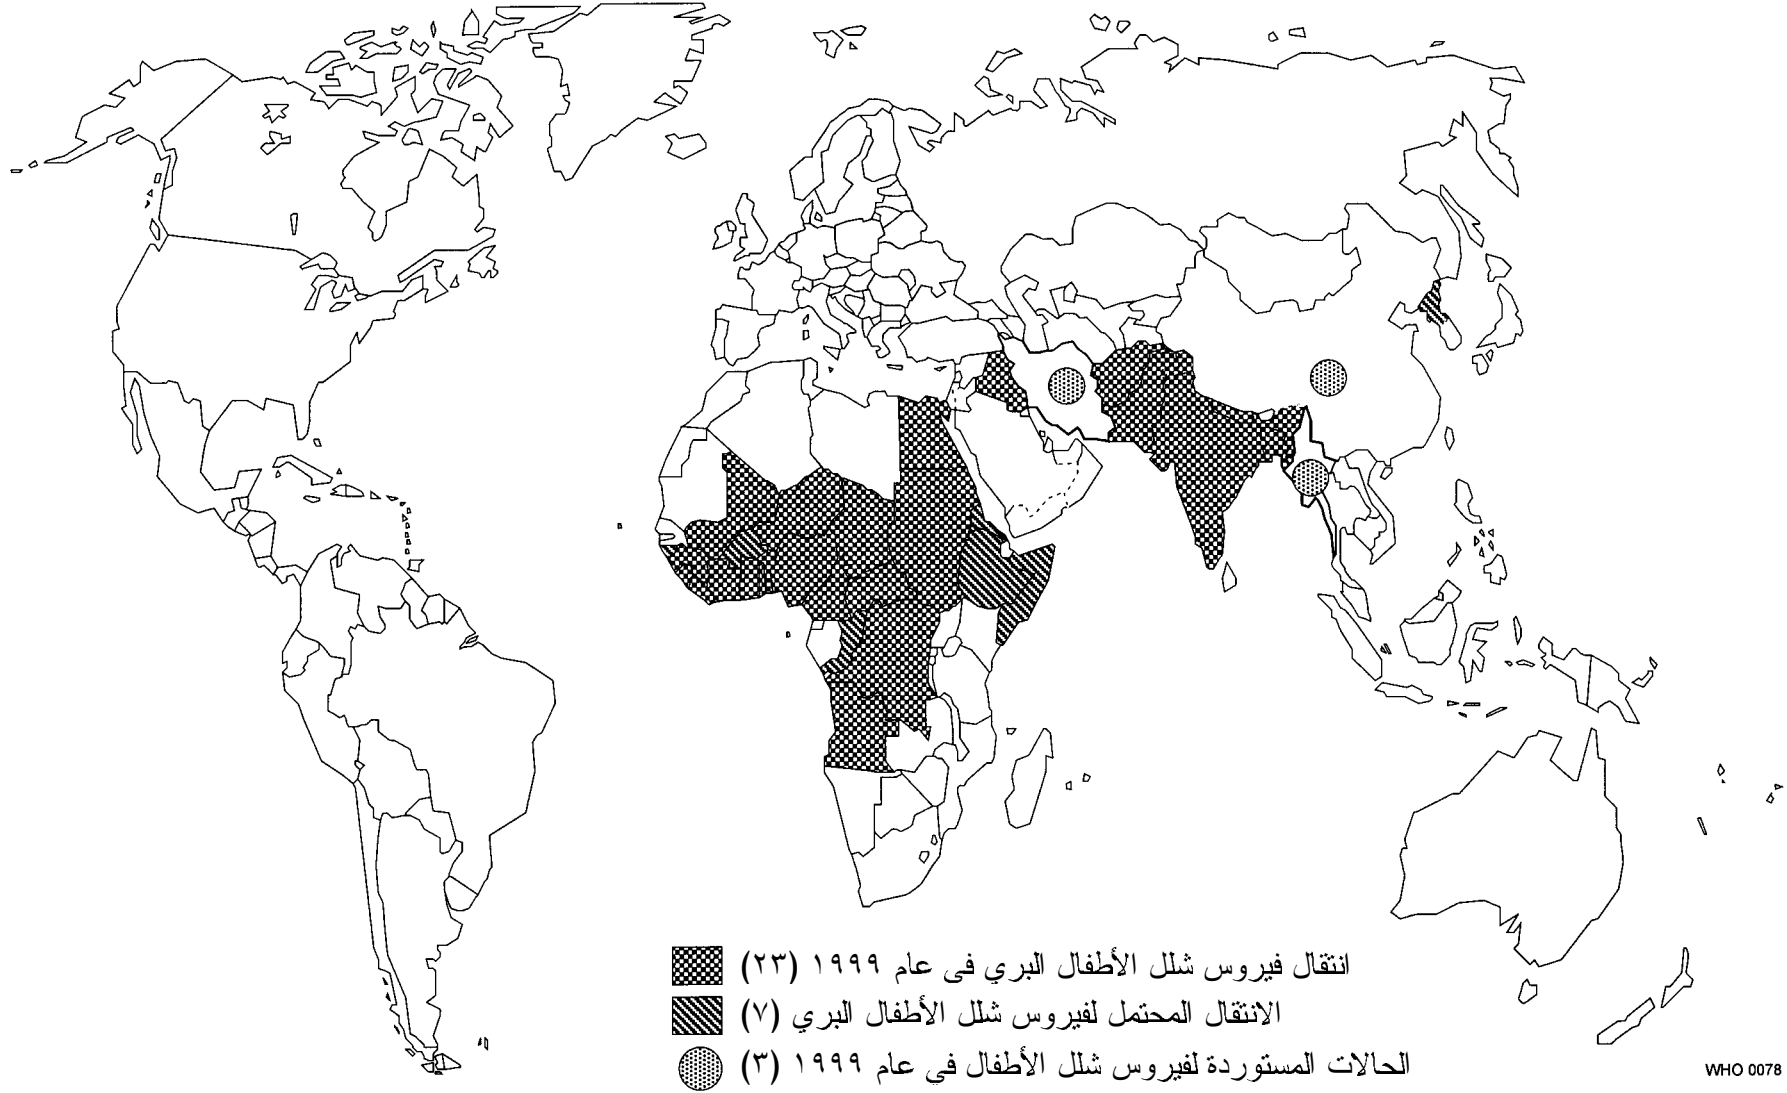 انتقال فيروس شلل الأطفال البري فى عام ١٩٩٩ (٢٣)
الانتقال المحتمل لفيروس شلل الأطفال البري (٧)
الحالات المستوردة لفيروس شلل الأطفال في عام ١٩٩٩ (٣)
WHO 0078